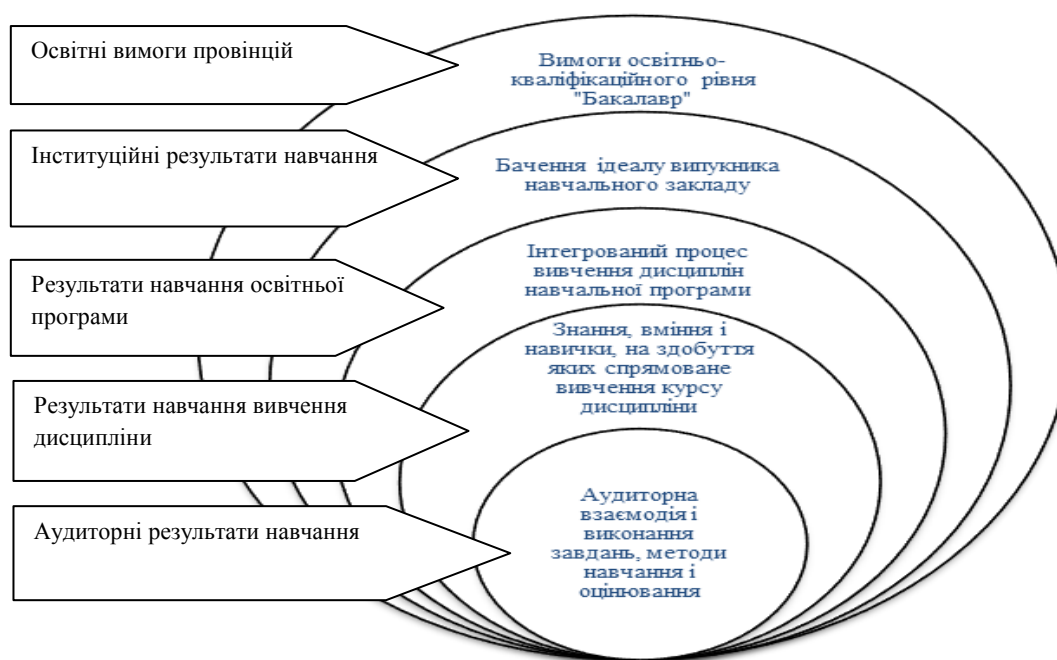 Освітні вимоги провінцій
Вимоги освітньо-
кваліфікаційного рівня
"Бакалавр"
Інституційні результати навчання
Бачення ідеалу випукника
навчального закладу
Результати навчання освітньої
програми
Інтегрований процес
вивчення дисциплін
навчальної програми
Результати навчання вивчення
дисципліни
Знання, вміння і
навички, на здобуття
яких спрямоване
вивчення курсу
дисципліни
Аудиторні результати навчання
Аудиторна
взаємодія і
виконання
завдань, методи
навчання і
оцінювання